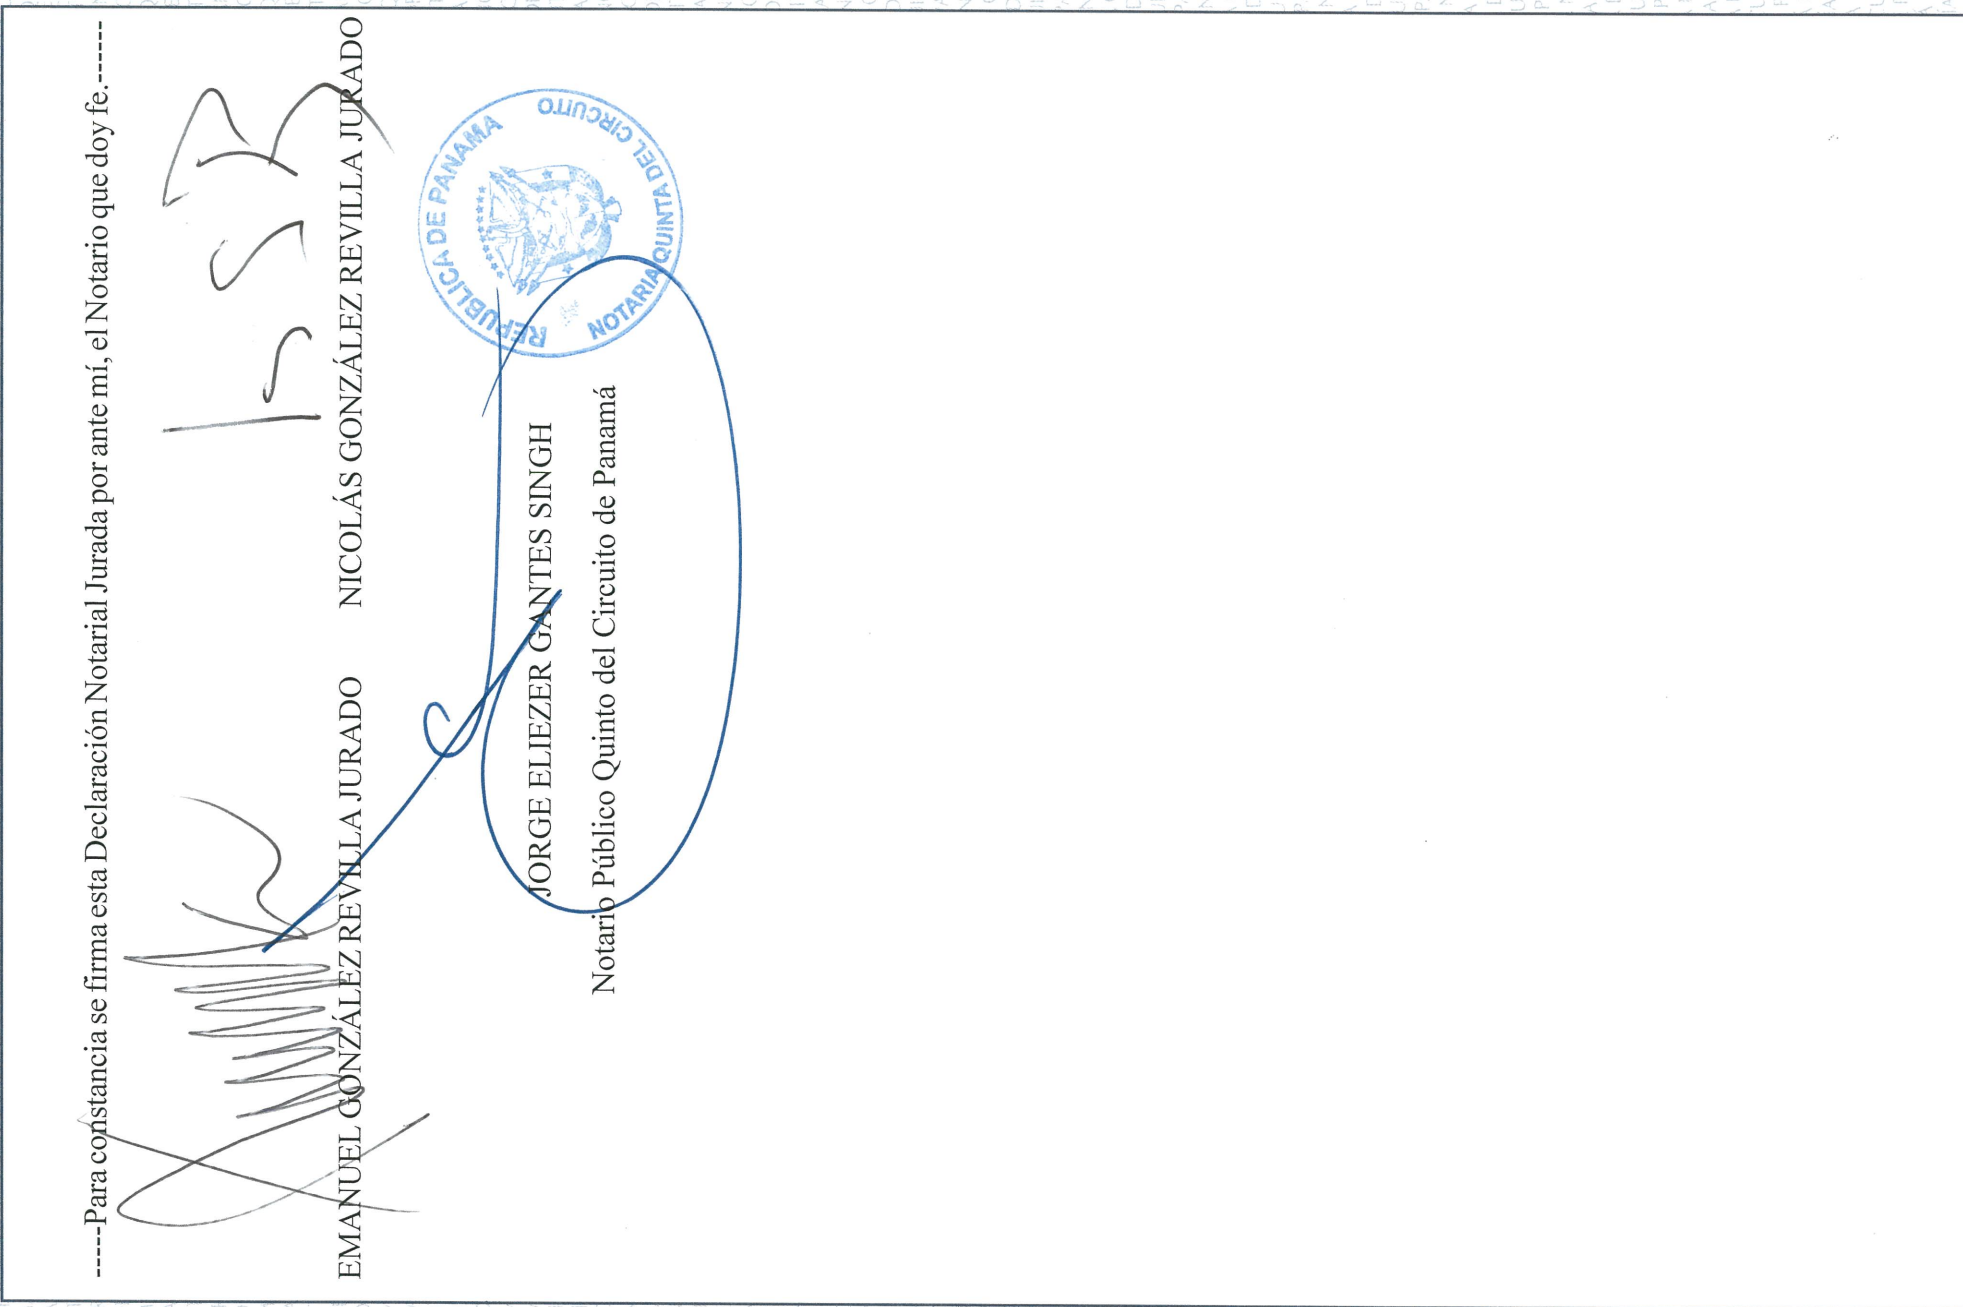 -----Para constancia se firma esta Declaración Notarial Jurada por ante mí, el Notario que doy fe.------
EMANUEL GONZÁLEZ REVILLA JURADO NICOLÁS GONZÁLEZ REVILLA JURADO
REPUBLICA DE PANAMA
NOTARIA QUINTA DEL CIRCUITO
JORGE ELIEZER GANTES SINGH
Notario Público Quinto del Circuito de Panamá